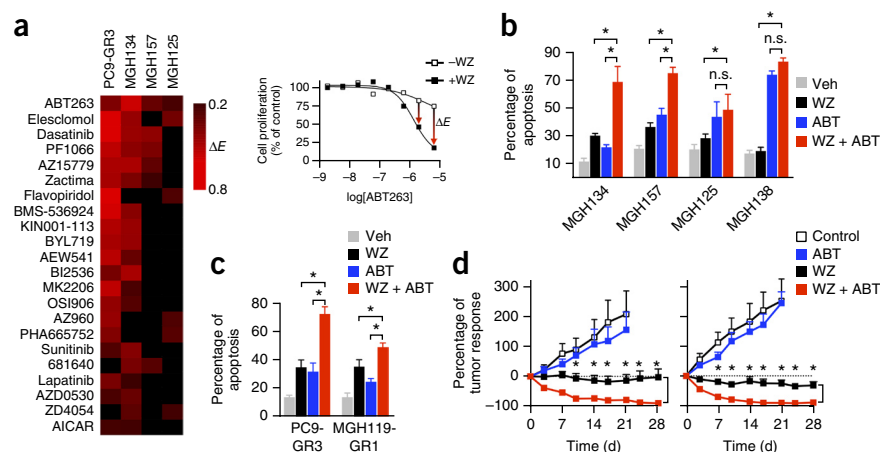 a
PC9-GR3
MGH134
MGH157
MGH125
ABT263
Elesclomol
Dasatinib
PF1066
AZ15779
Zactima
Flavopiridol
BMS-536924
KIN001-113
BYL719
AEW541
BI2536
MK2206
OSI906
AZ960
PHA665752
Sunitinib
681640
Lapatinib
AZD0530
ZD4054
AICAR
0.2
ΔE
0.8
Cell proliferation
(% of control)
100
75
50
25
0
–9 –8 –7 –6 –5
log[ABT263]
–WZ
+WZ
ΔE
b
Percentage of
apoptosis
90
70
50
30
10
* * * *
* * n.s. n.s.
MGH134
MGH157
MGH125
MGH138
Veh
WZ
ABT
WZ + ABT
c
Veh
WZ
ABT
WZ + ABT
Percentage of
apoptosis
80
60
40
20
0
* *
* *
PC9-
GR3
MGH119-
GR1
d
Control
ABT
WZ
WZ + ABT
Percentage of
tumor response
300
200
100
0
–100
* * * * * * *
0 7 14 21 28
Time (d)
* * * * * * *
0 7 14 21 28
Time (d)